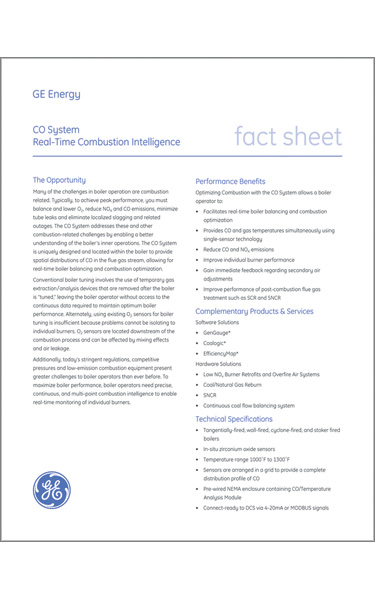 GE Energy
CO System
Real-Time Combustion Intelligence
fact sheet
The Opportunity
Many of the challenges in boiler operation are combustion
related. Typically, to achieve peak performance, you must
balance and lower O₂, reduce NOₓ and CO emissions, minimize
tube leaks and eliminate localized slagging and related
outages. The CO System addresses these and other
combustion-related challenges by enabling a better
understanding of the boiler's inner operations. The CO System
is uniquely designed and located within the boiler to provide
spatial distributions of CO in the flue gas stream, allowing for
real-time boiler balancing and combustion optimization.
Conventional boiler tuning involves the use of temporary gas
extraction/analysis devices that are removed after the boiler
is "tuned," leaving the boiler operator without access to the
continuous data required to maintain optimum boiler
performance. Alternately, using existing O₂ sensors for boiler
tuning is insufficient because problems cannot be isolating to
individual burners. O₂ sensors are located downstream of the
combustion process and can be affected by mixing effects
and air leakage.
Additionally, today's stringent regulations, competitive
pressures and low-emission combustion equipment present
greater challenges to boiler operators than ever before. To
maximize boiler performance, boiler operators need precise,
continuous, and multi-point combustion intelligence to enable
real-time monitoring of individual burners.
Performance Benefits
Optimizing Combustion with the CO System allows a boiler
operator to:
• Facilitates real-time boiler balancing and combustion
optimization
• Provides CO and gas temperatures simultaneously using
single-sensor technology
• Reduce CO and NOₓ emissions
• Improve individual burner performance
• Gain immediate feedback regarding secondary air
adjustments
• Improve performance of post-combustion flue gas
treatment such as SCR and SNCR
Complementary Products & Services
Software Solutions
• GenGauge*
• Coalogic*
• EfficiencyMap*
Hardware Solutions
• Low NOₓ Burner Retrofits and Overfire Air Systems
• Coal/Natural Gas Reburn
• SNCR
• Continuous coal flow balancing system
Technical Specifications
• Tangentially-fired, wall-fired, cyclone-fired, and stoker fired
boilers
• In-situ zirconium oxide sensors
• Temperature range 1000˚F to 1300˚F
• Sensors are arranged in a grid to provide a complete
distribution profile of CO
• Pre-wired NEMA enclosure containing CO/Temperature
Analysis Module
• Connect-ready to DCS via 4-20mA or MODBUS signals
GE